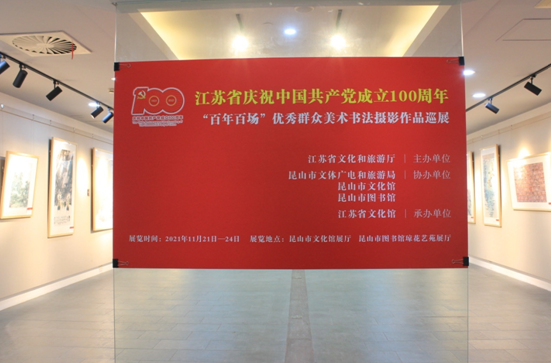 100
江苏省庆祝中国共产党成立100周年
“百年百场”优秀群众美术书法摄影作品巡展
江苏省文化和旅游厅 | 主办单位
昆山市文体广电和旅游局 | 协办单位
昆山市文化馆
昆山市图书馆
江苏省文化馆 | 承办单位
展览时间：2021年11月21日—24日 展览地点：昆山市文化馆展厅 昆山市图书馆琼花艺苑展厅